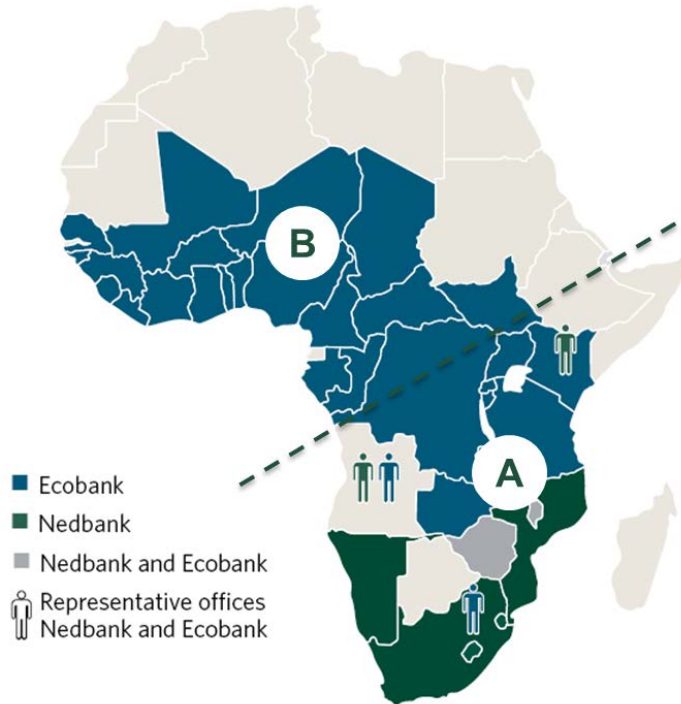 B
A
Ecobank
Nedbank
Nedbank and Ecobank
Representative offices
Nedbank and Ecobank